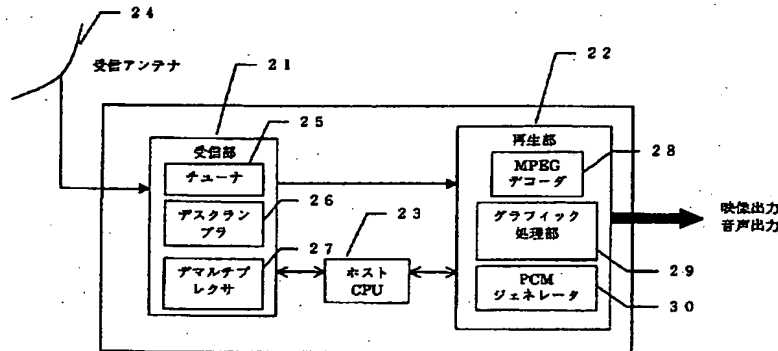 24
受信アンテナ
21
22
25
受信部
チューナ
26
デスクラン
ブラ
27
デマルチプ
レクサ
23
ホスト
CPU
再生部
MPEG
デコーダ
28
グラフィック
処理部
29
PCM
ジェネレータ
30
映像出力
音声出力